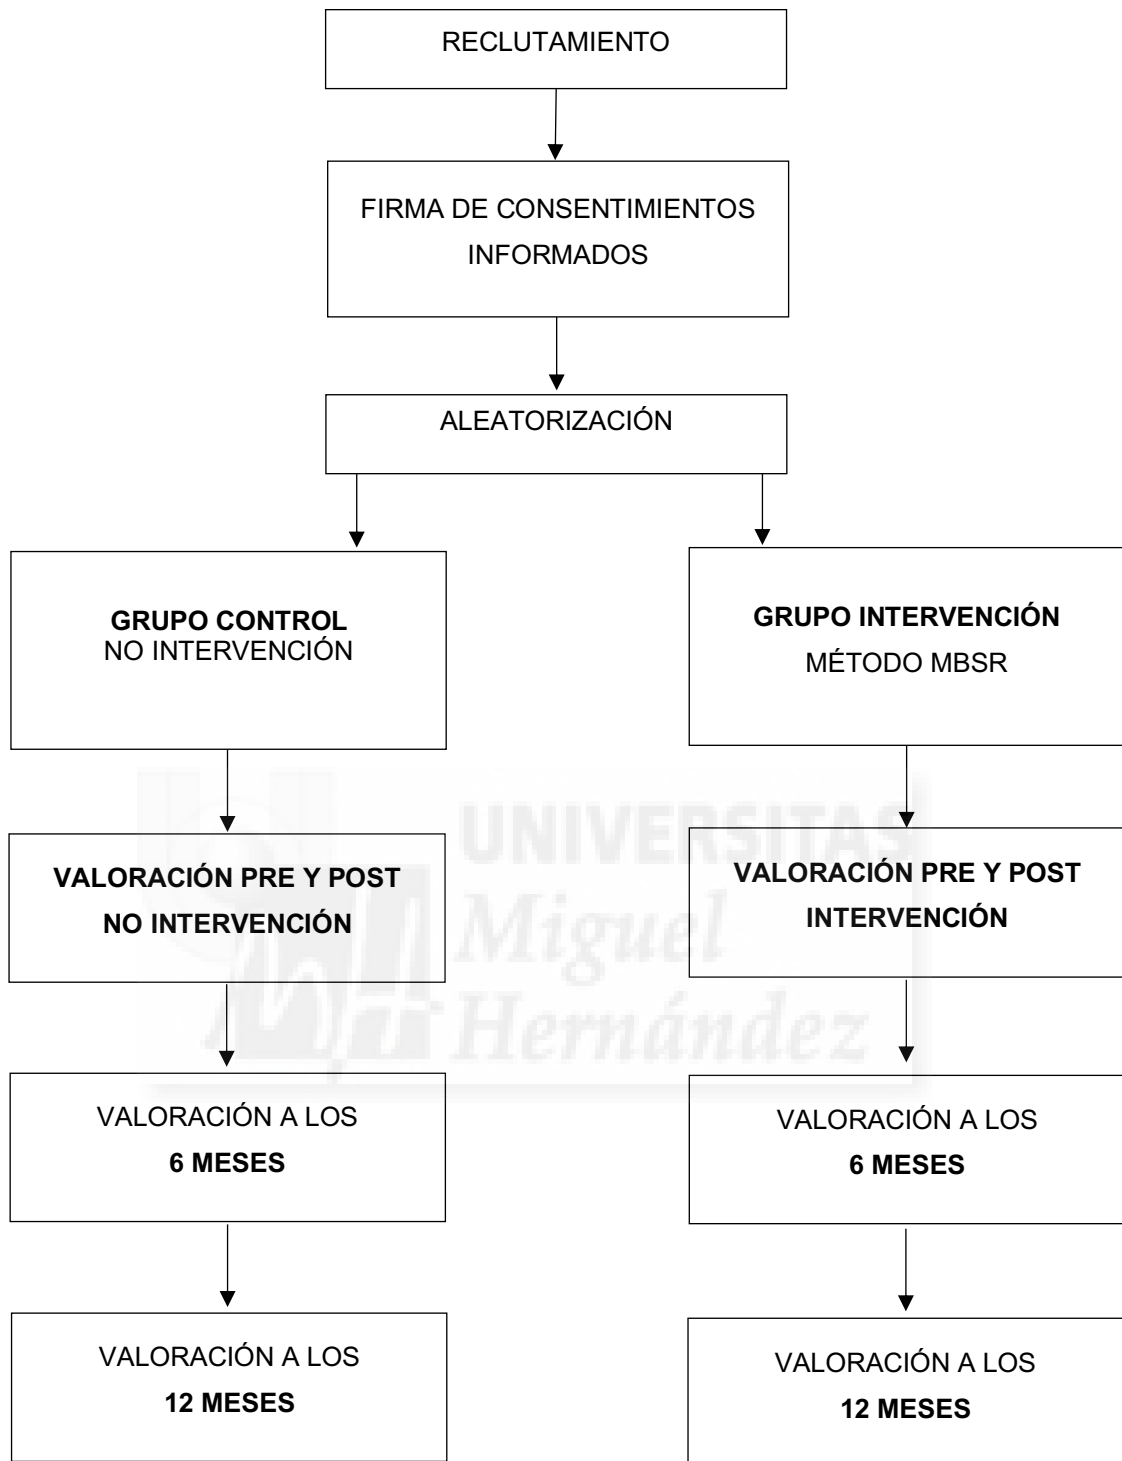 RECLUTAMIENTO
FIRMA DE CONSENTIMIENTOS
INFORMADOS
ALEATORIZACIÓN
GRUPO CONTROL
NO INTERVENCIÓN
GRUPO INTERVENCIÓN
MÉTODO MBSR
UNIVERSITAS
Miguel
Hernández
VALORACIÓN PRE Y POST
NO INTERVENCIÓN
VALORACIÓN PRE Y POST
INTERVENCIÓN
VALORACIÓN A LOS
6 MESES
VALORACIÓN A LOS
6 MESES
VALORACIÓN A LOS
12 MESES
VALORACIÓN A LOS
12 MESES